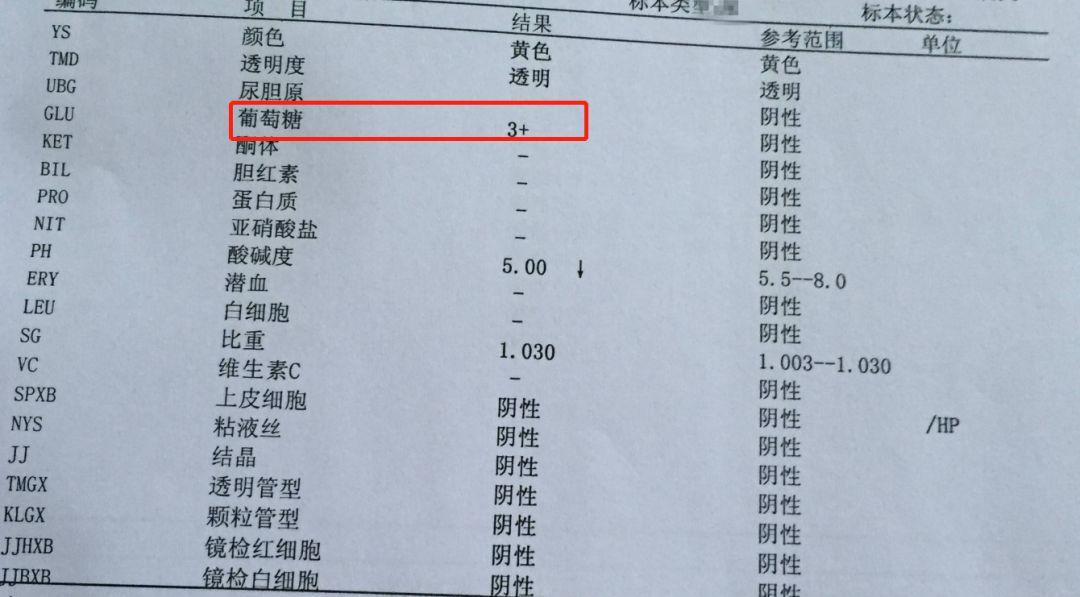 标本类型 标本状态:
编码 项 目 结果 参考范围 单位
YS 颜色 黄色 黄色
TMD 透明度 透明 透明
UBG 尿胆原 阴性
GLU 葡萄糖 3+ 阴性
KET 酮体 - 阴性
BIL 胆红素 - 阴性
PRO 蛋白质 - 阴性
NIT 亚硝酸盐 - 阴性
PH 酸碱度 5.00 ↓ 5.5--8.0
ERY 潜血 - 阴性
LEU 白细胞 - 阴性
SG 比重 1.030 1.003--1.030
VC 维生素C - 阴性
SPXB 上皮细胞 阴性 阴性 /HP
NYS 粘液丝 阴性 阴性
JJ 结晶 阴性 阴性
TMGX 透明管型 阴性 阴性
KLGX 颗粒管型 阴性 阴性
JJHXB 镜检红细胞 阴性 阴性
JJBXB 镜检白细胞 阴性 阴性